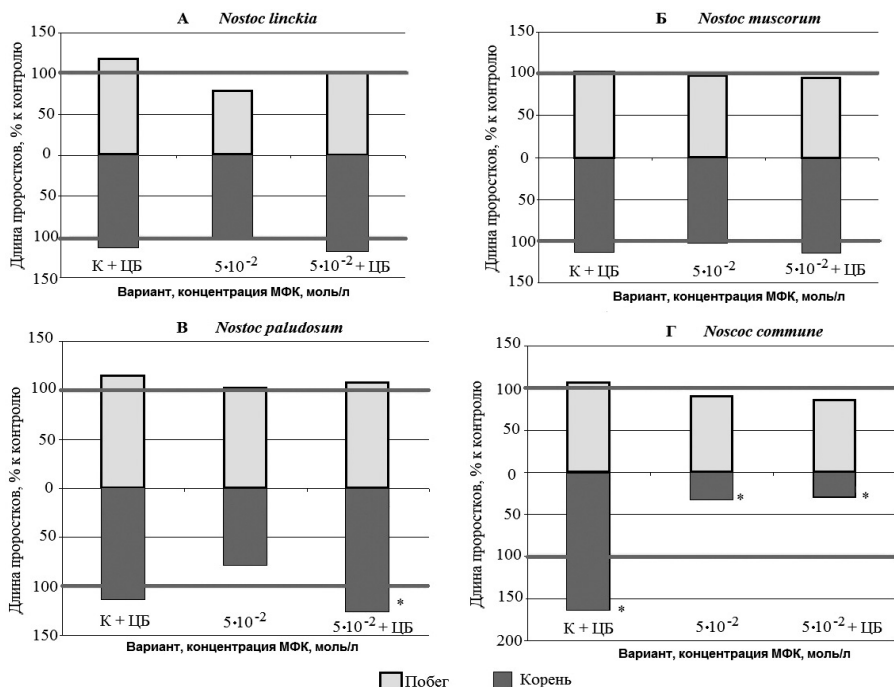 А Nostoc linckia
Длина проростков, % к контролю
150
100
50
0
50
100
150
К + ЦБ 5•10⁻² 5•10⁻² + ЦБ
Вариант, концентрация МФК, моль/л
Б Nostoc muscorum
Длина проростков, % к контролю
150
100
50
0
50
100
150
К + ЦБ 5•10⁻² 5•10⁻² + ЦБ
Вариант, концентрация МФК, моль/л
В Nostoc paludosum
Длина проростков, % к контролю
150
100
50
0
50
100
150
*
К + ЦБ 5•10⁻² 5•10⁻² + ЦБ
Вариант, концентрация МФК, моль/л
Г Noscoc commune
Длина проростков, % к контролю
150
100
50
0
50
100
150
200
* * *
К + ЦБ 5•10⁻² 5•10⁻² + ЦБ
Вариант, концентрация МФК, моль/л
Побег Корень